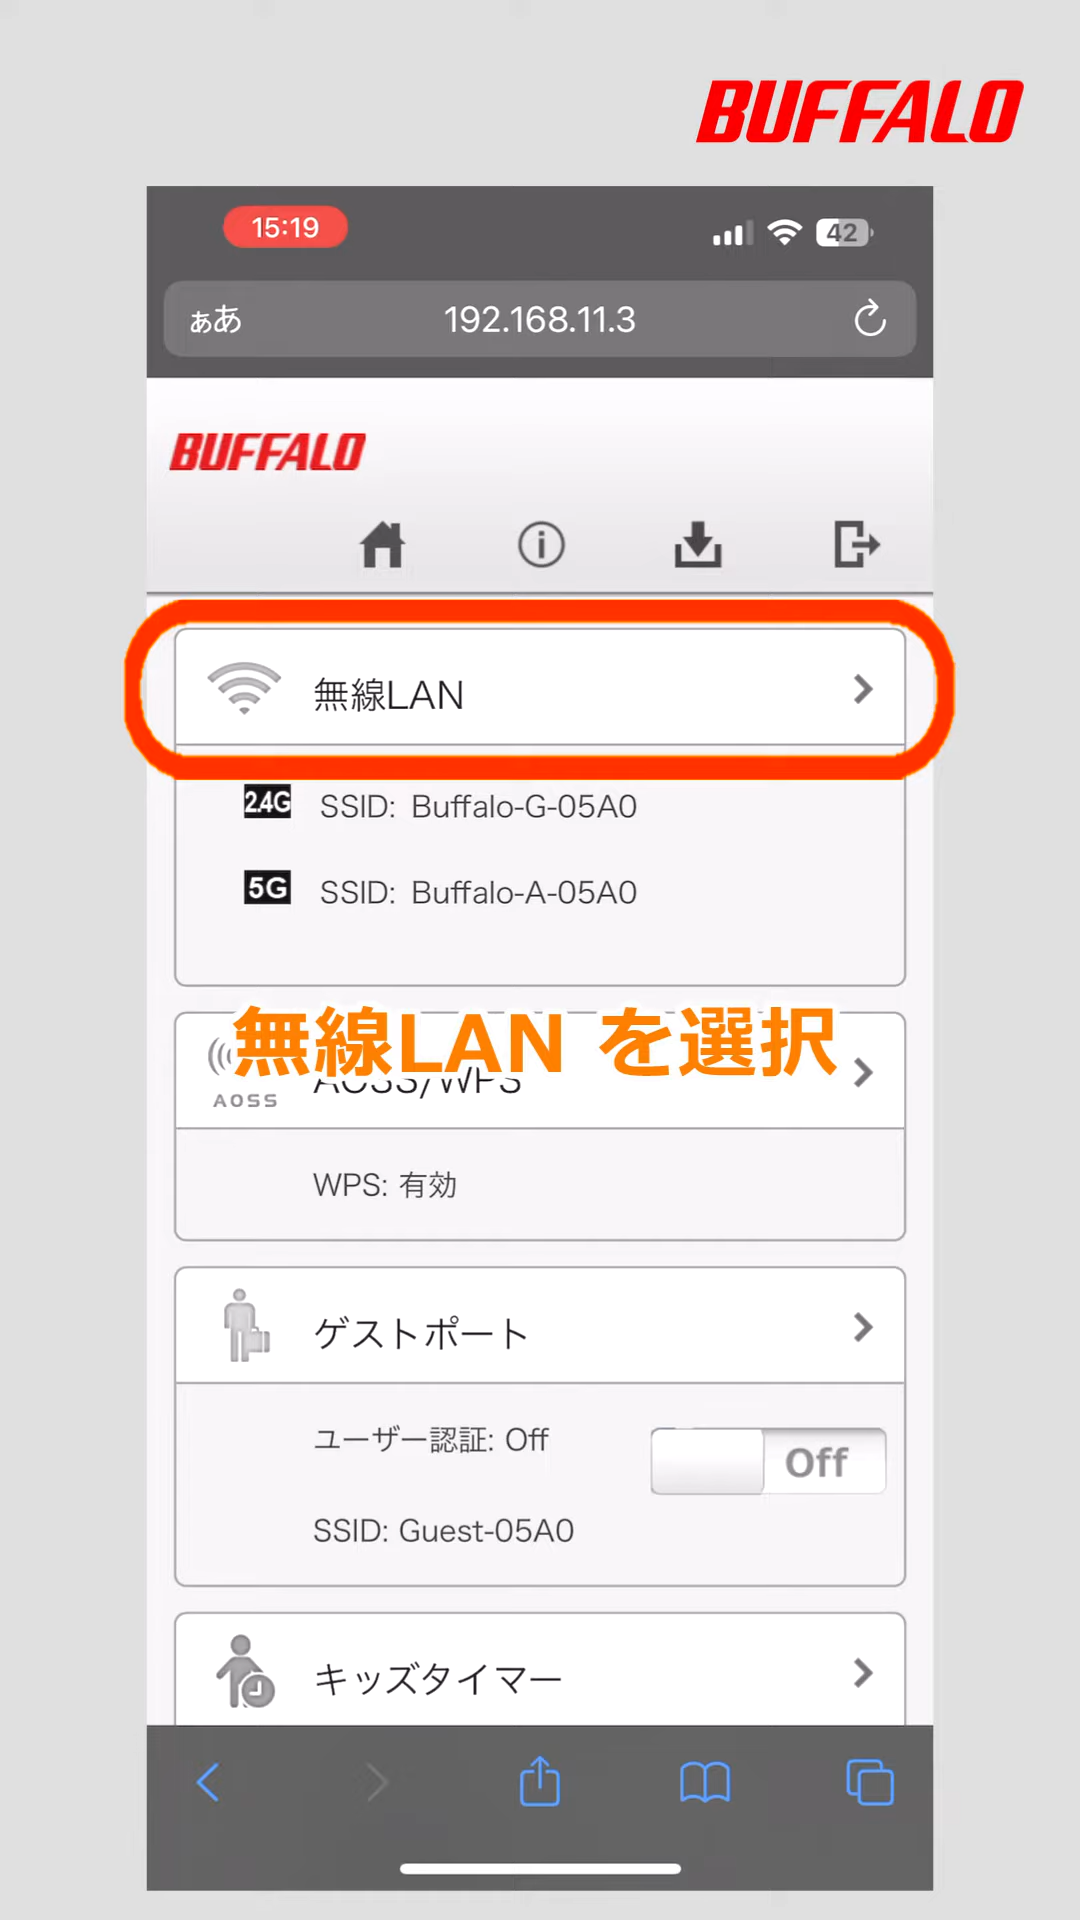 BUFFALO
15:19
42
ぁあ
192.168.11.3
BUFFALO
無線LAN
2.4G SSID: Buffalo-G-05A0
5G SSID: Buffalo-A-05A0
無線LAN を選択
AOSS/WPS
AOSS
WPS: 有効
ゲストポート
ユーザー認証: Off
Off
SSID: Guest-05A0
キッズタイマー